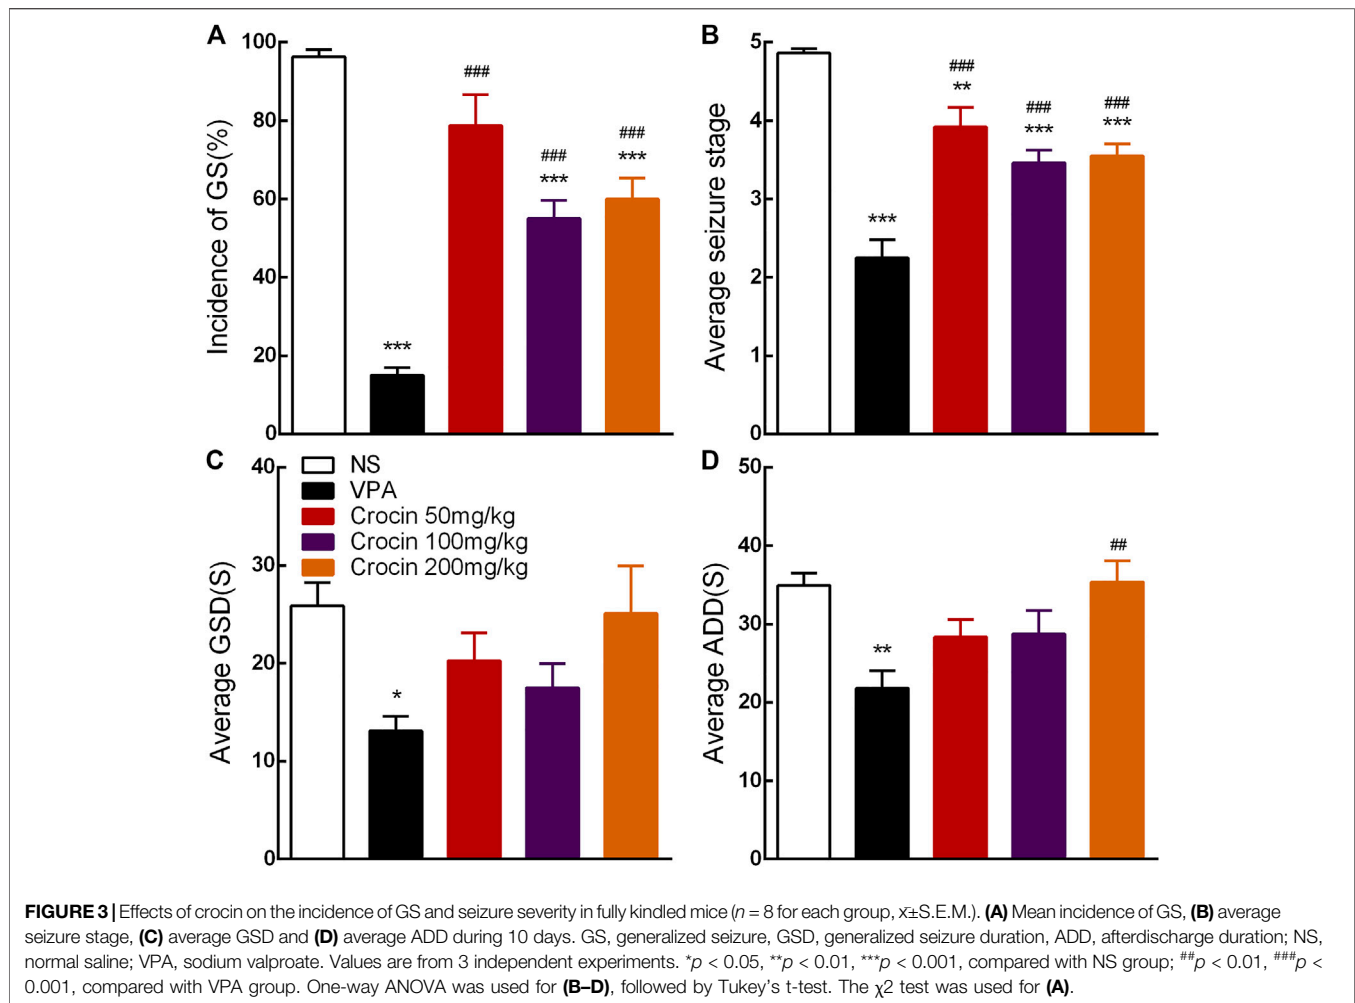 A
100
80
60
40
20
0
Incidence of GS(%)
***
###
###
***
###
***
B
5
4
3
2
1
0
Average seizure stage
***
###
**
###
***
###
***
C
40
30
20
10
0
Average GSD(S)
NS
VPA
Crocin 50mg/kg
Crocin 100mg/kg
Crocin 200mg/kg
*
D
50
40
30
20
10
0
Average ADD(S)
**
##
FIGURE 3 | Effects of crocin on the incidence of GS and seizure severity in fully kindled mice (n = 8 for each group, x̄±S.E.M.). (A) Mean incidence of GS, (B) average
seizure stage, (C) average GSD and (D) average ADD during 10 days. GS, generalized seizure, GSD, generalized seizure duration, ADD, afterdischarge duration; NS,
normal saline; VPA, sodium valproate. Values are from 3 independent experiments. *p < 0.05, **p < 0.01, ***p < 0.001, compared with NS group; ##p < 0.01, ###p <
0.001, compared with VPA group. One-way ANOVA was used for (B–D), followed by Tukey’s t-test. The χ2 test was used for (A).